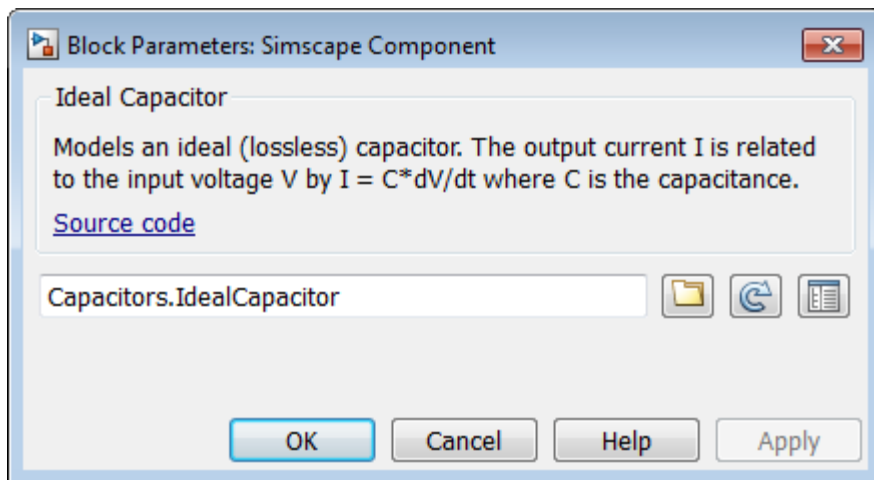 Block Parameters: Simscape Component
Ideal Capacitor
Models an ideal (lossless) capacitor. The output current I is related
to the input voltage V by I = C*dV/dt where C is the capacitance.
Source code
Capacitors.IdealCapacitor
OK Cancel Help Apply